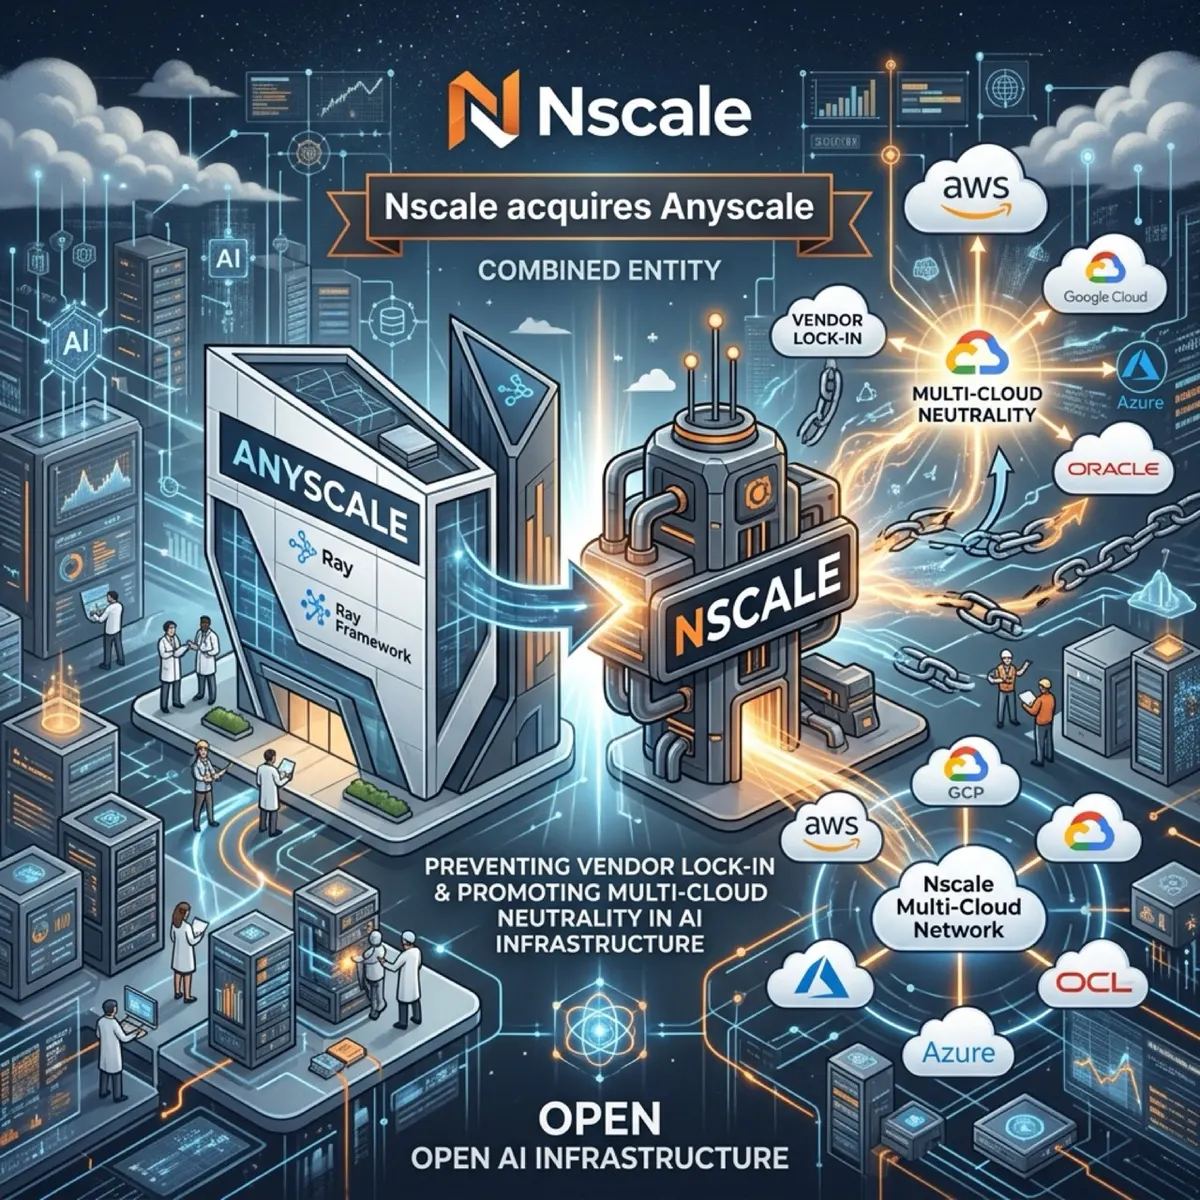 Nscale
Nscale acquires Anyscale
COMBINED ENTITY
aws
Google Cloud
VENDOR
LOCK-IN
MULTI-CLOUD
NEUTRALITY
Azure
ORACLE
AI
AI
ANYSCALE
Ray
Ray
Framework
NSCALE
PREVENTING VENDOR LOCK-IN
& PROMOTING MULTI-CLOUD
NEUTRALITY IN AI
INFRASTRUCTURE
GCP
aws
Nscale
Multi-Cloud
Network
OCL
Azure
OPEN
OPEN AI INFRASTRUCTURE